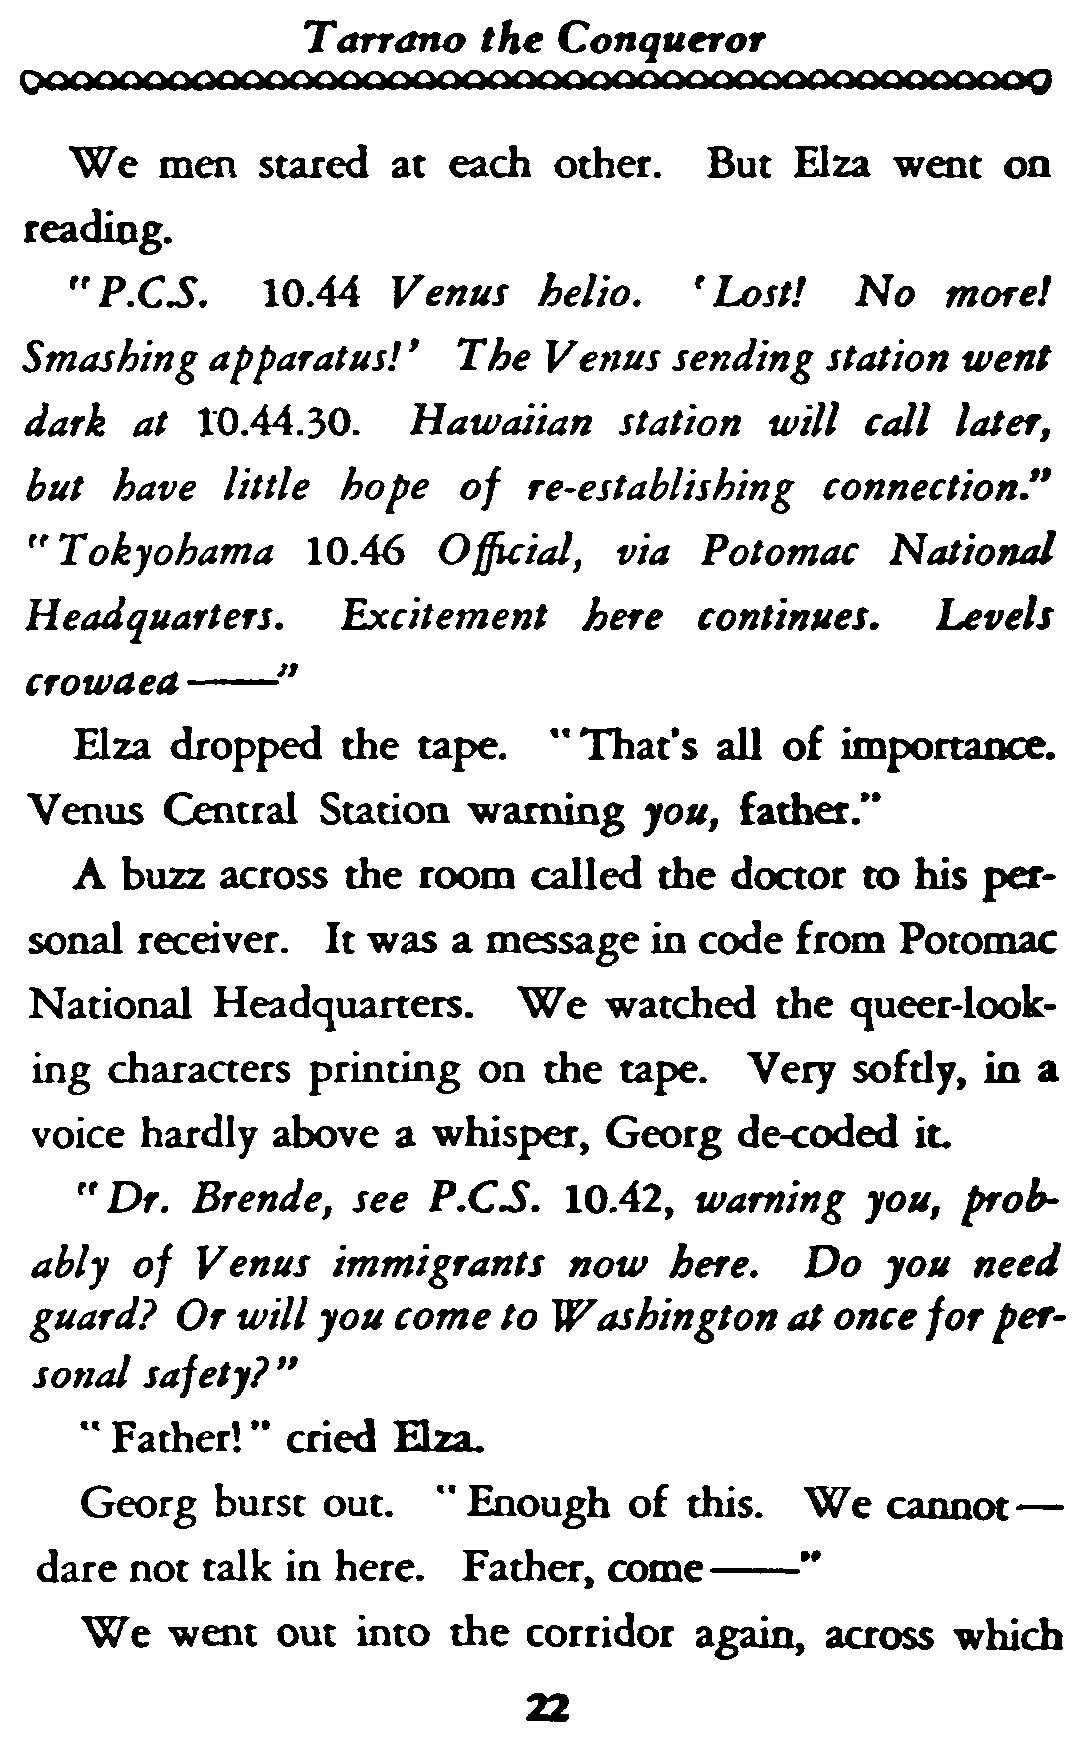 Tarrano the Conqueror
We men stared at each other. But Elza went on
reading.
"P.C.S. 10.44 Venus helio. 'Lost! No more!
Smashing apparatus!' The Venus sending station went
dark at 10.44.30. Hawaiian station will call later,
but have little hope of re-establishing connection."
"Tokyohama 10.46 Official, via Potomac National
Headquarters. Excitement here continues. Levels
crowaea——"
Elza dropped the tape. "That's all of importance.
Venus Central Station warning you, father."
A buzz across the room called the doctor to his per-
sonal receiver. It was a message in code from Potomac
National Headquarters. We watched the queer-look-
ing characters printing on the tape. Very softly, in a
voice hardly above a whisper, Georg de-coded it.
"Dr. Brende, see P.C.S. 10.42, warning you, prob-
ably of Venus immigrants now here. Do you need
guard? Or will you come to Washington at once for per-
sonal safety?"
"Father!" cried Elza.
Georg burst out. "Enough of this. We cannot—
dare not talk in here. Father, come——"
We went out into the corridor again, across which
22